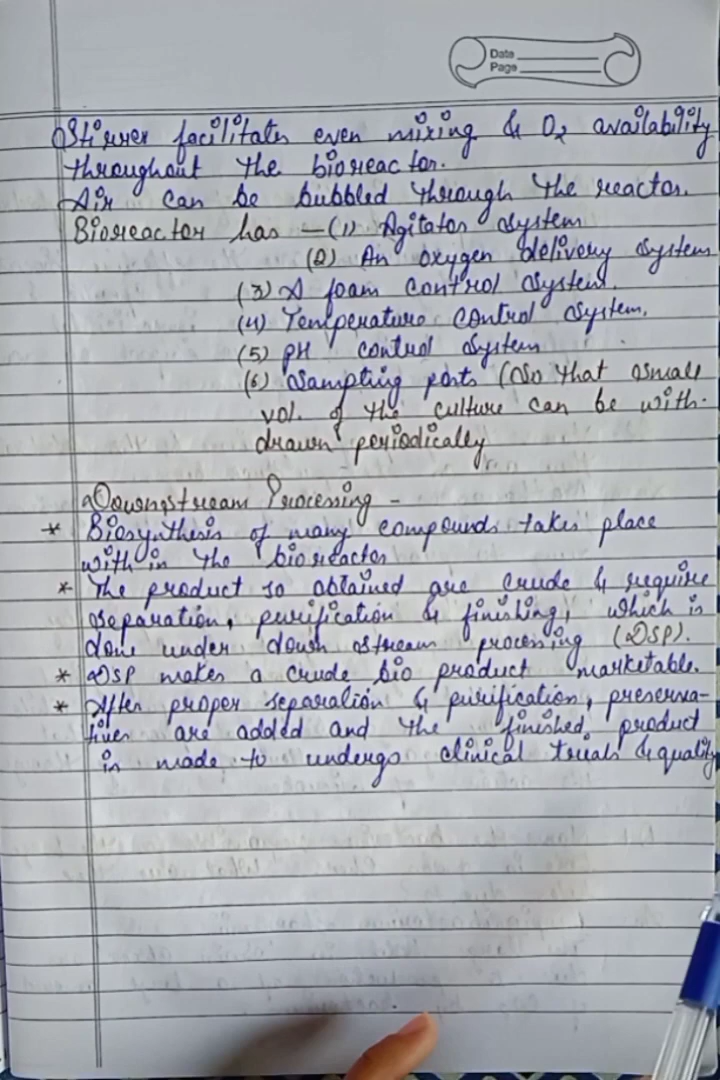 Date
Page
Stirrer facilitates even mixing & O2 availability
throughout the bioreactor.
Air can be bubbled through the reactor.
Bioreactor has – (1) Agitator system
(2) An oxygen delivery system
(3) A foam control system.
(4) Temperature control system.
(5) pH control system
(6) Sampting ports (So that small
vol. of the culture can be with-
drawn periodically
Downstream Processing -
* Biosynthesis of many compounds takes place
with in the bioreactor
* The product so obtained are crude & require
separation, purification & finishing, which is
done under down stream processing (DSP).
* DSP makes a crude bio product marketable.
* After proper separation & purification, preserva-
tives are added and the finished product
is made to undergo clinical trials & quality